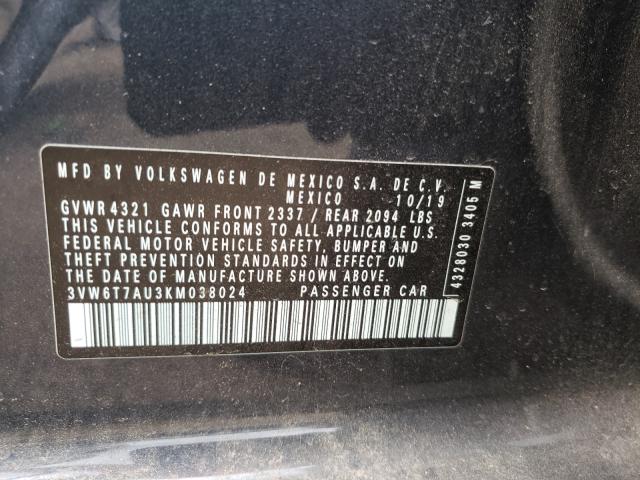 MFD BY VOLKSWAGEN DE MEXICO S.A. DE C.V.
MEXICO 10/19
GVWR 4321 GAWR FRONT 2337 / REAR 2094 LBS
THIS VEHICLE CONFORMS TO ALL APPLICABLE U.S.
FEDERAL MOTOR VEHICLE SAFETY, BUMPER AND
THEFT PREVENTION STANDARDS IN EFFECT ON
THE DATE OF MANUFACTURE SHOWN ABOVE.
3VW6T7AU3KM038024 PASSENGER CAR
4328030 3405 M